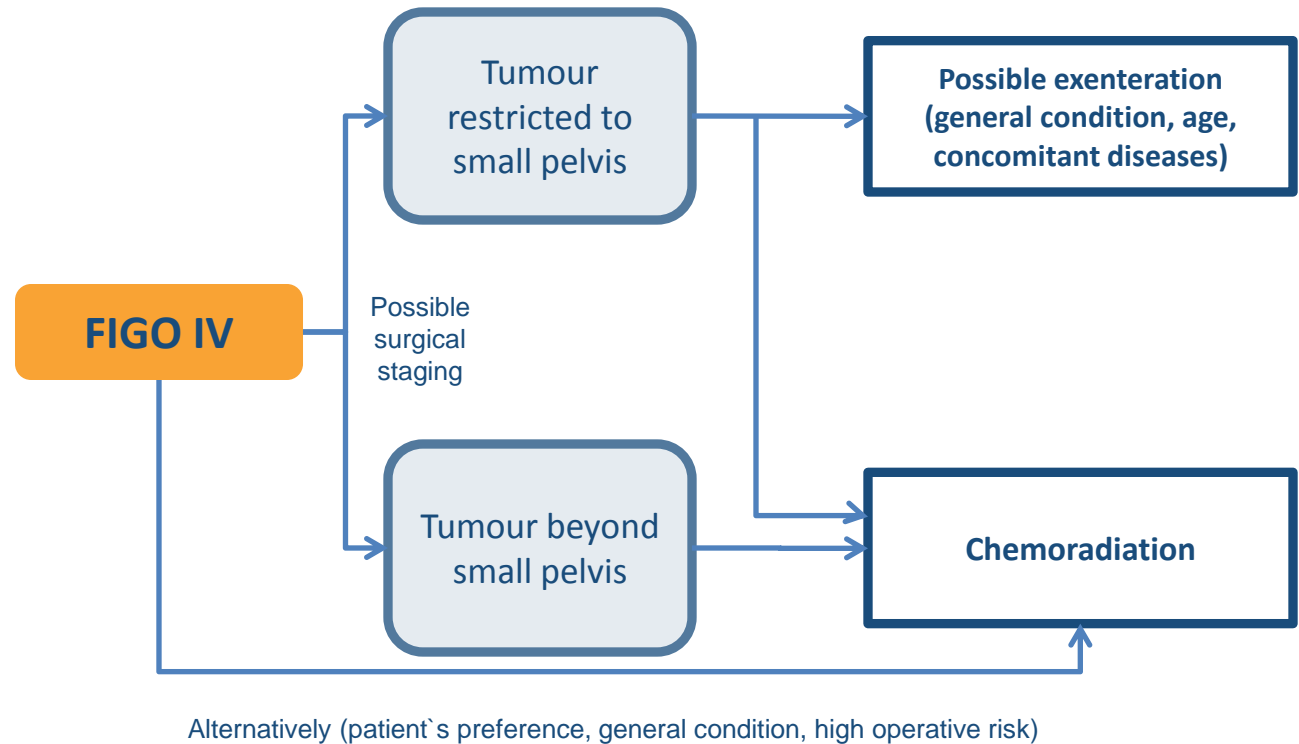 Tumour
restricted to
small pelvis
Possible exenteration
(general condition, age,
concomitant diseases)
FIGO IV
Possible
surgical
staging
Tumour beyond
small pelvis
Chemoradiation
Alternatively (patient`s preference, general condition, high operative risk)